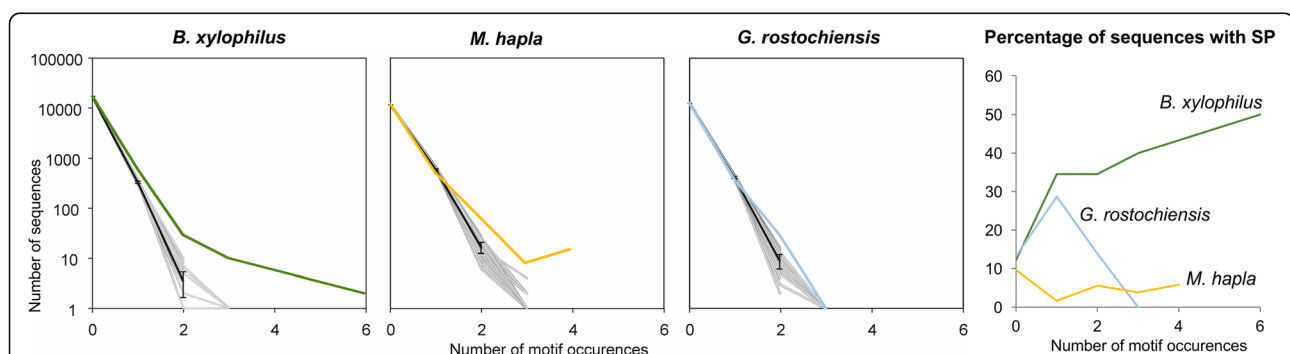 B. xylophilus
M. hapla
G. rostochiensis
Percentage of sequences with SP
Number of sequences
100000
10000
1000
100
10
1
0 2 4 6
0 2 4 6
0 2 4 6
Number of motif occurences
60
50
40
30
20
10
0
B. xylophilus
G. rostochiensis
M. hapla
0 2 4 6
Number of motif occurences